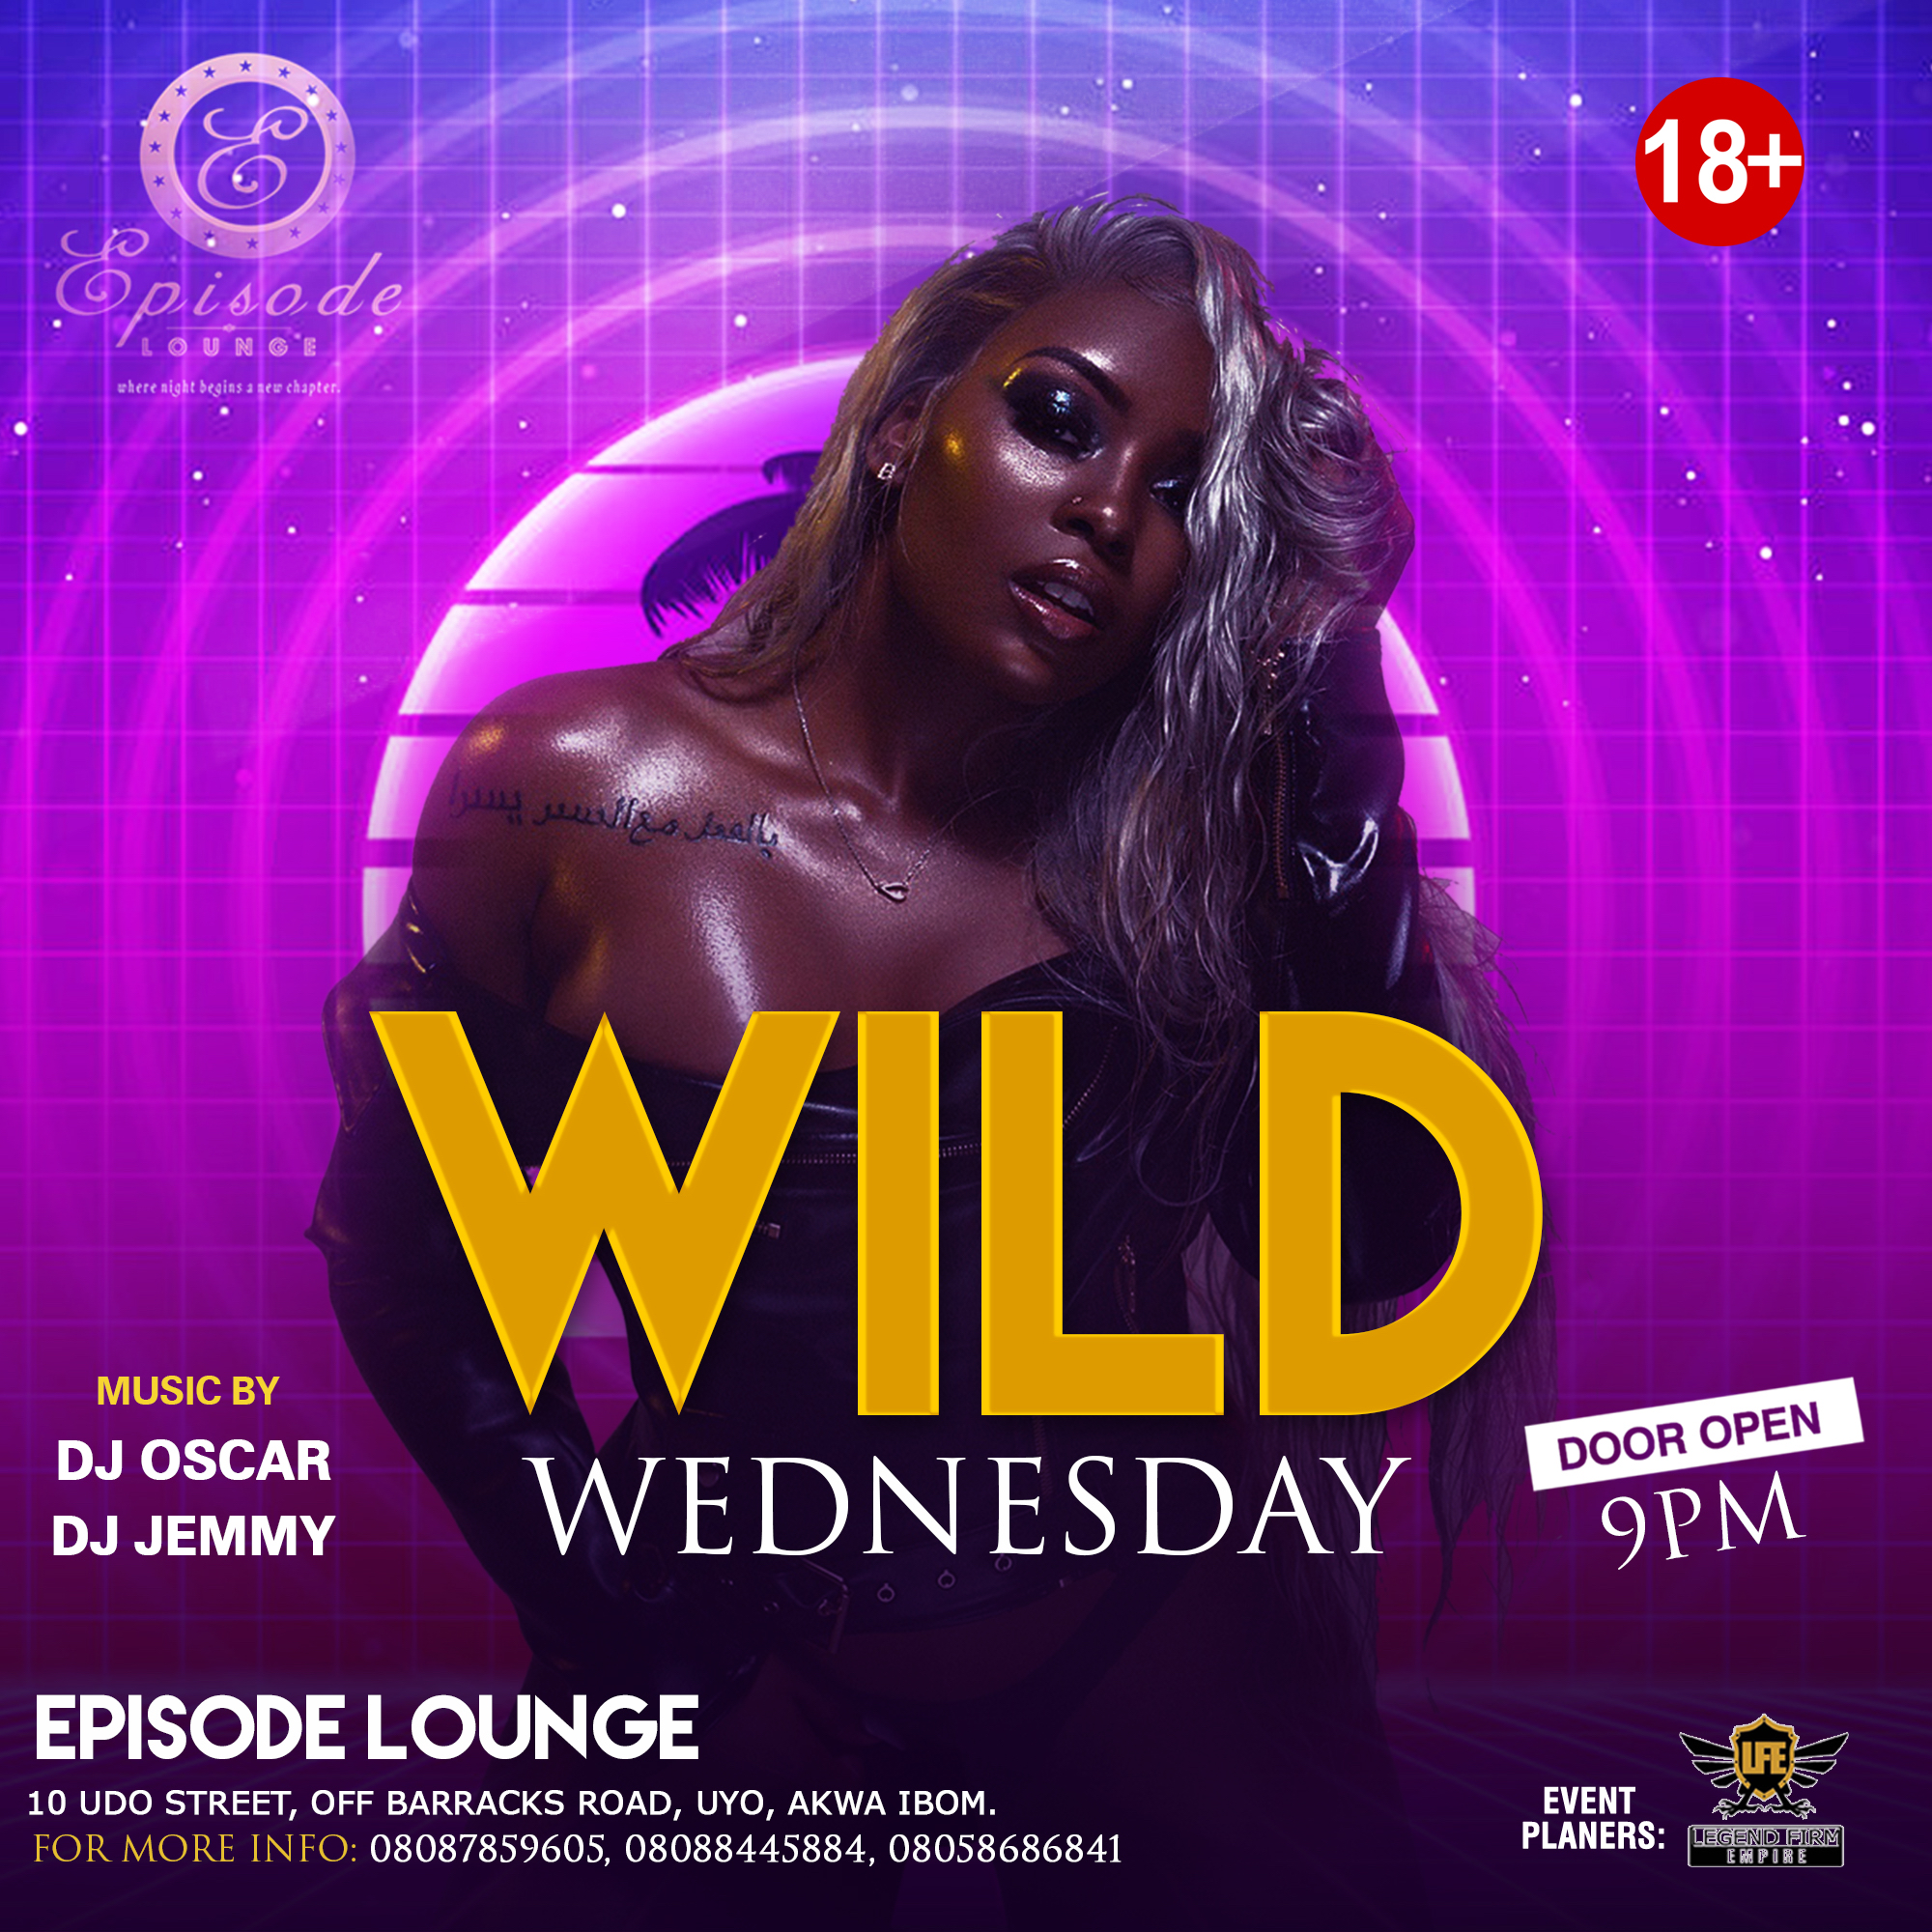 E
Episode
LOUNGE
where night begins a new chapter.
18+
WILD
WEDNESDAY
MUSIC BY
DJ OSCAR
DJ JEMMY
DOOR OPEN
9PM
EPISODE LOUNGE
10 UDO STREET, OFF BARRACKS ROAD, UYO, AKWA IBOM.
FOR MORE INFO: 08087859605, 08088445884, 08058686841
EVENT
PLANERS:
LFE
LEGEND FIRM
EMPIRE